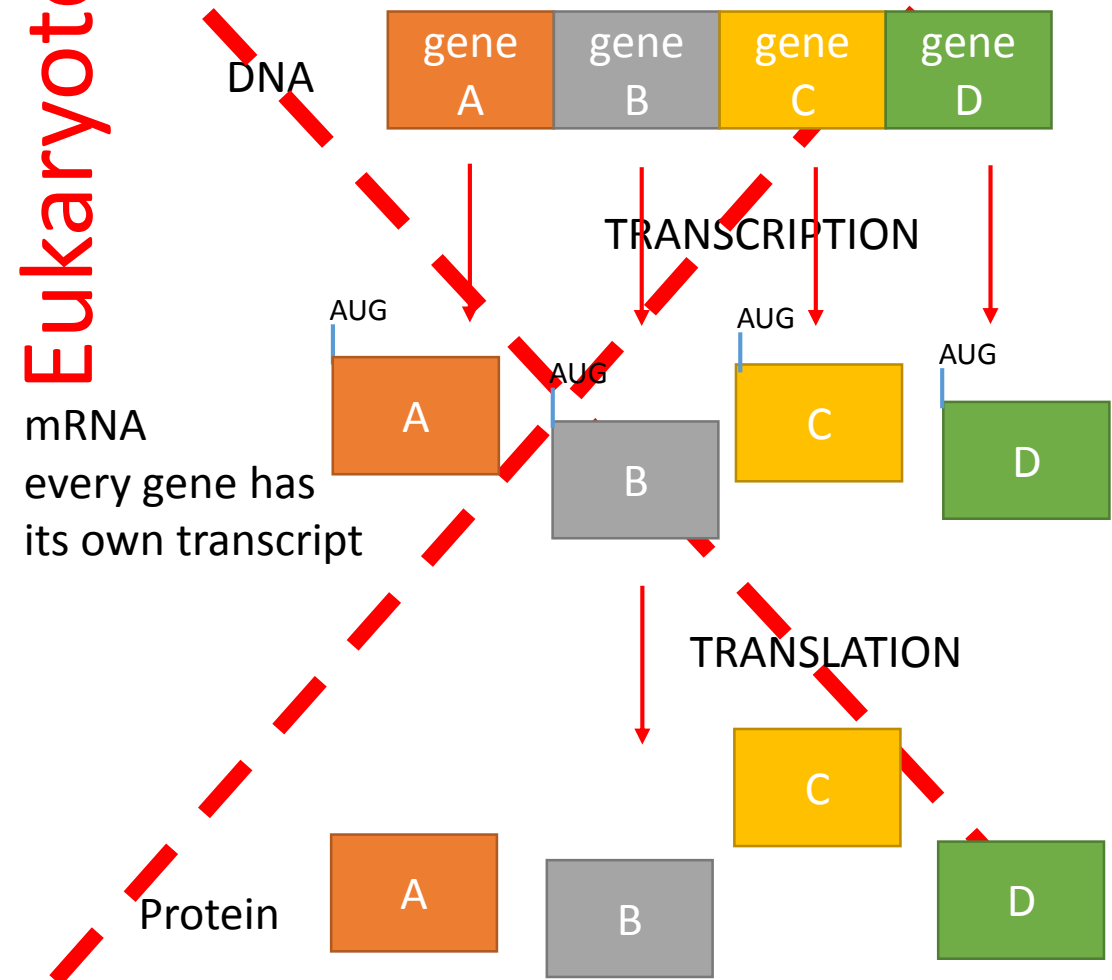 Eukaryote
DNA
gene
A
gene
B
gene
C
gene
D
TRANSCRIPTION
AUG
AUG
AUG
AUG
A
B
C
D
mRNA
every gene has
its own transcript
TRANSLATION
Protein
A
B
C
D